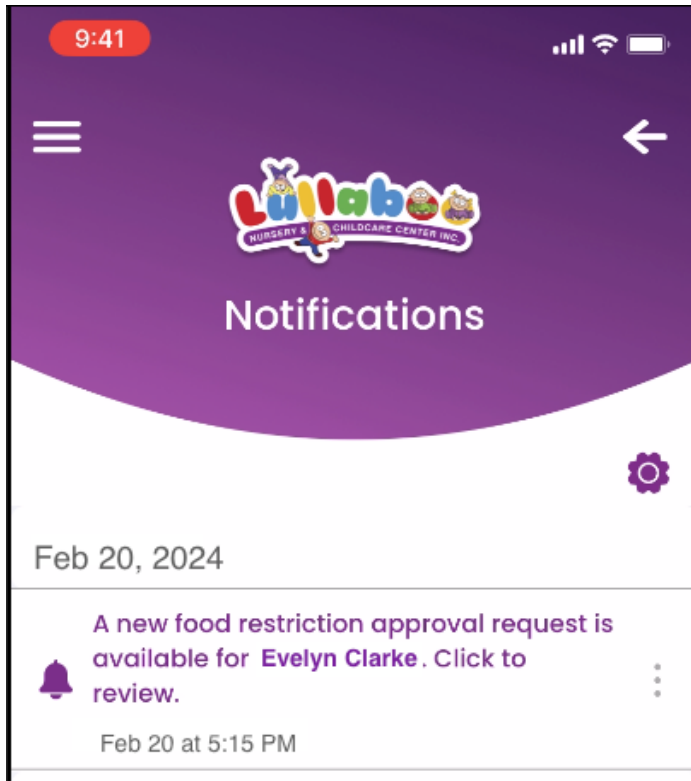 9:41
Lullaboo
NURSERY & CHILDCARE CENTER INC.
Notifications
Feb 20, 2024
A new food restriction approval request is
available for Evelyn Clarke. Click to
review.
Feb 20 at 5:15 PM